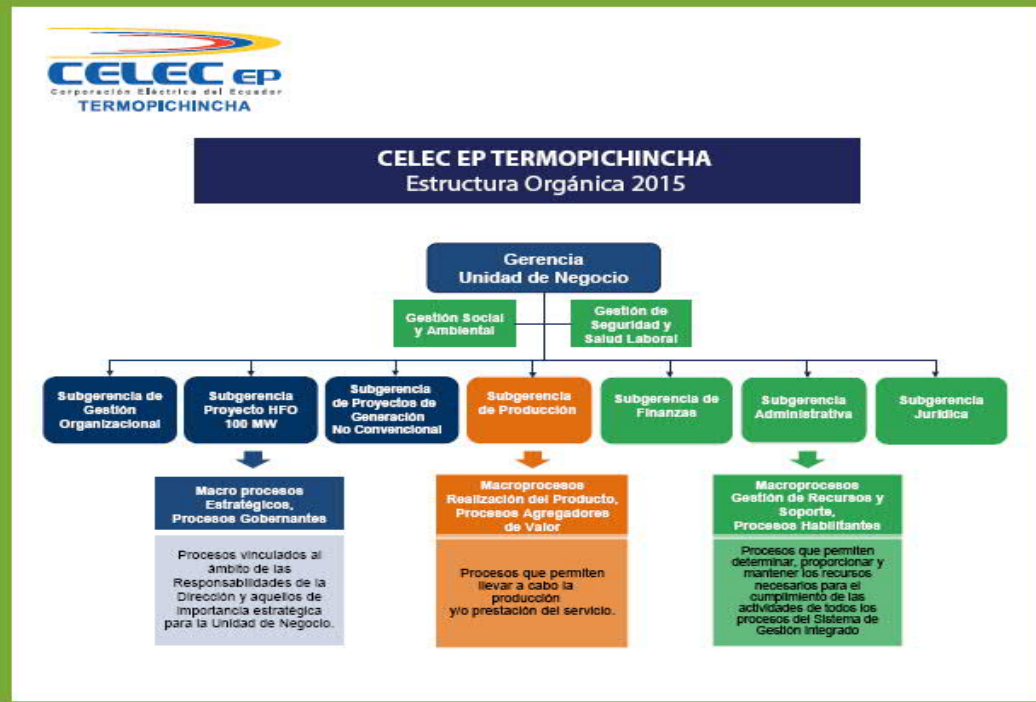 CELEC EP
Corporación Eléctrica del Ecuador
TERMOPICHINCHA
CELEC EP TERMOPICHINCHA
Estructura Orgánica 2015
Gerencia
Unidad de Negocio
Gestión Social
y Ambiental
Gestión de
Seguridad y
Salud Laboral
Subgerencia de
Gestión
Organizacional
Subgerencia
Proyecto HFO
100 MW
Subgerencia
de Proyectos de
Generación
No Convencional
Subgerencia
de Producción
Subgerencia de
Finanzas
Subgerencia
Administrativa
Subgerencia
Jurídica
Macro procesos
Estratégicos,
Procesos Gobernantes
Procesos vinculados al
ámbito de las
Responsabilidades de la
Dirección y aquellos de
importancia estratégica
para la Unidad de Negocio.
Macroprocesos
Realización del Producto,
Procesos Agregadores
de Valor
Procesos que permiten
llevar a cabo la
producción
y/o prestación del servicio.
Macroprocesos
Gestión de Recursos y
Soporte,
Procesos Habilitantes
Procesos que permiten
determinar, proporcionar y
mantener los recursos
necesarios para el
cumplimiento de las
actividades de todos los
procesos del Sistema de
Gestión Integrado